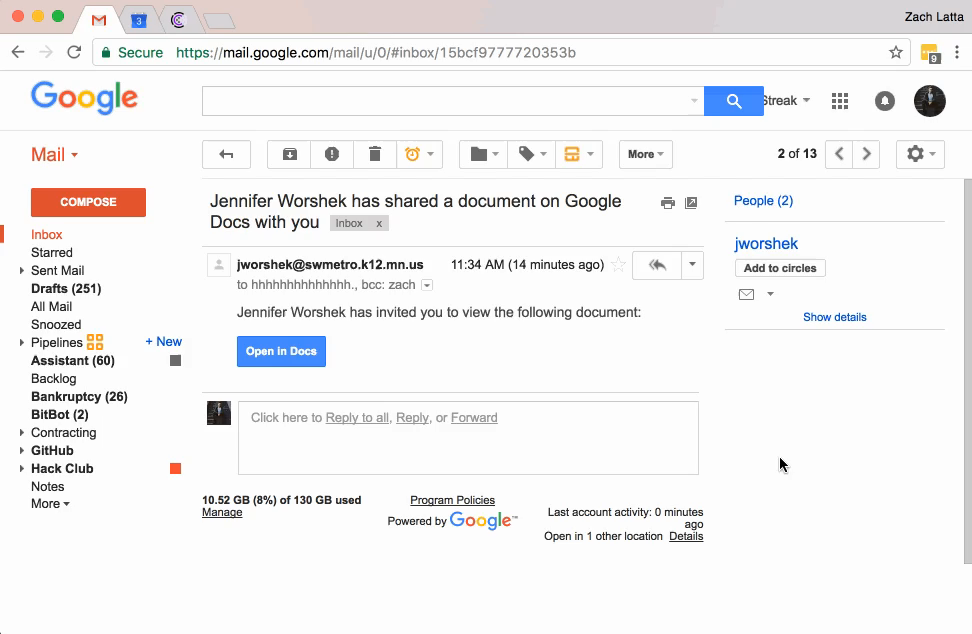 Zach Latta
3
Secure https://mail.google.com/mail/u/0/#inbox/15bcf9777720353b
9
Google
Streak
Mail
More
2 of 13
COMPOSE
Inbox
Starred
Sent Mail
Drafts (251)
All Mail
Snoozed
Pipelines
+ New
Assistant (60)
Backlog
Bankruptcy (26)
BitBot (2)
Contracting
GitHub
Hack Club
Notes
More
Jennifer Worshek has shared a document on Google
Docs with you Inbox x
jworshek@swmetro.k12.mn.us 11:34 AM (14 minutes ago)
to hhhhhhhhhhhhhh., bcc: zach
Jennifer Worshek has invited you to view the following document:
Open in Docs
Click here to Reply to all, Reply, or Forward
People (2)
jworshek
Add to circles
Show details
10.52 GB (8%) of 130 GB used
Manage
Program Policies
Powered by Google™
Last account activity: 0 minutes
ago
Open in 1 other location Details